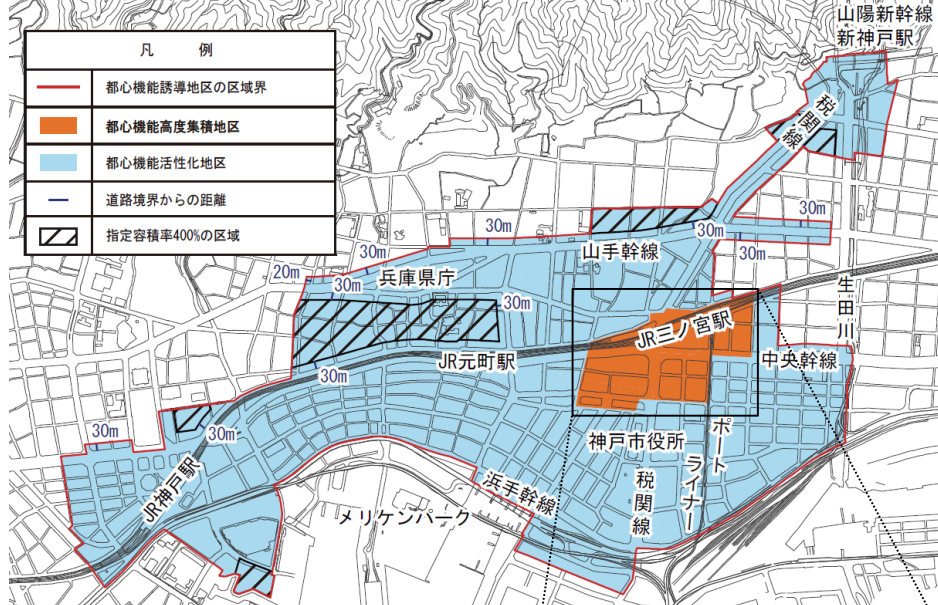 山陽新幹線
新神戸駅
凡　例
都心機能誘導地区の区域界
都心機能高度集積地区
都心機能活性化地区
道路境界からの距離
指定容積率400%の区域
税関線
30m
30m
30m
30m
30m
山手幹線
20m
30m
兵庫県庁
30m
生田川
JR三ノ宮駅
JR元町駅
中央幹線
30m
30m
30m
神戸市役所
ポートライナー
税関線
JR神戸駅
浜手幹線
メリケンパーク